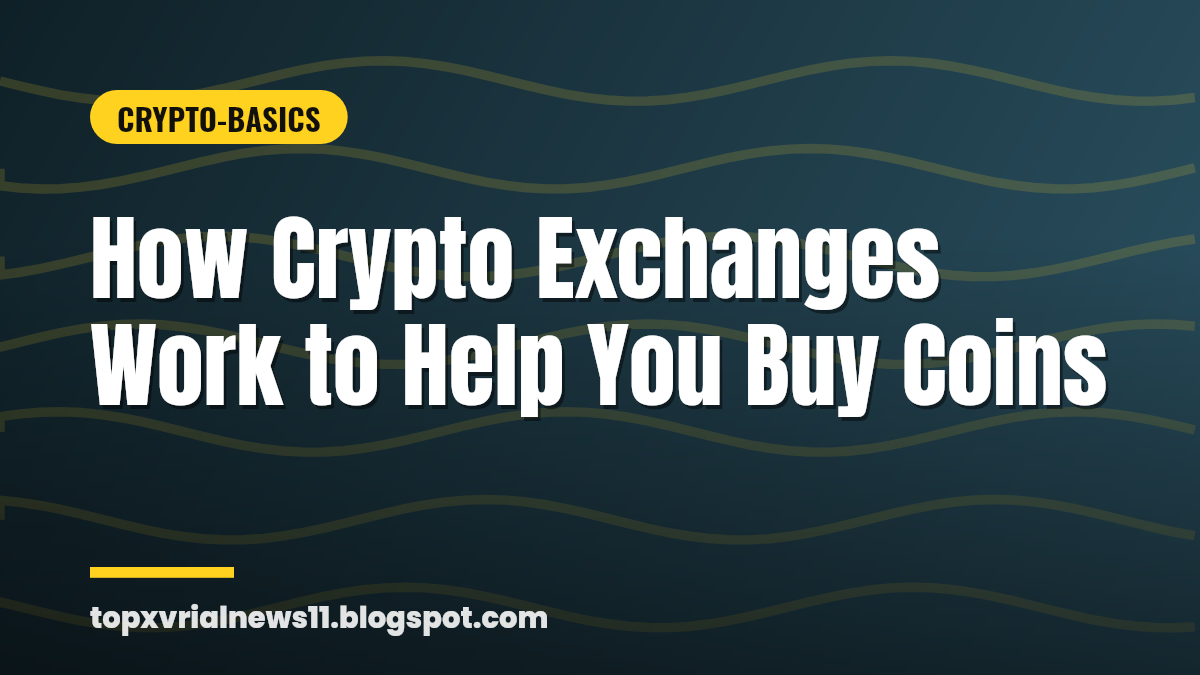 CRYPTO-BASICS
How Crypto Exchanges
Work to Help You Buy Coins
topxvrialnews11.blogspot.com